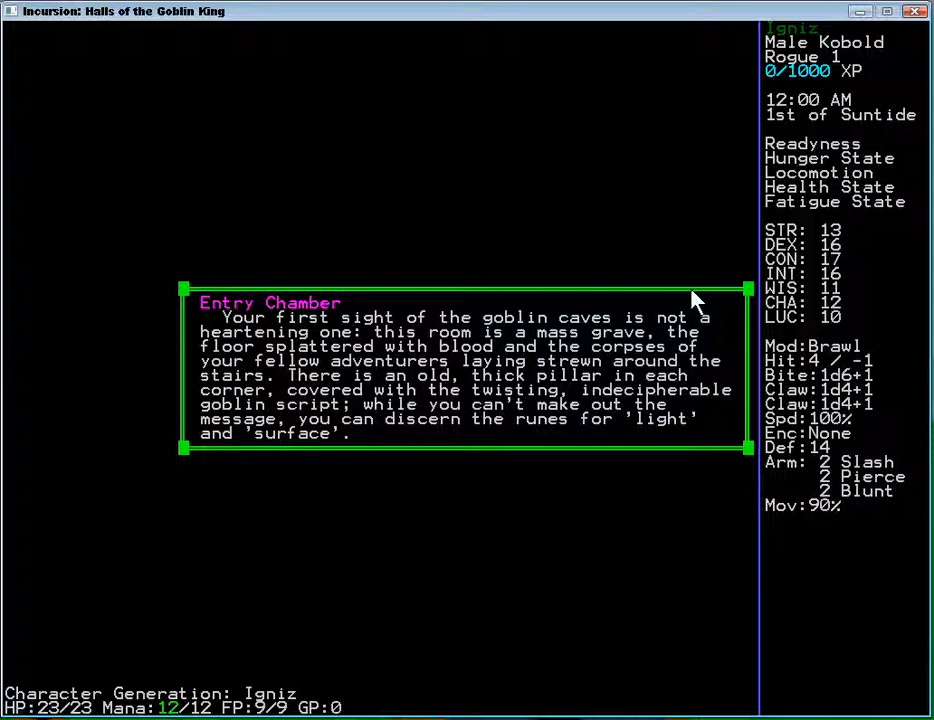 Incursion: Halls of the Goblin King
Igniz
Male Kobold
Rogue 1
0/1000 XP
12:00 AM
1st of Suntide
Readyness
Hunger State
Locomotion
Health State
Fatigue State
STR: 13
DEX: 16
CON: 17
INT: 16
WIS: 11
CHA: 12
LUC: 10
Mod:Brawl
Hit:4 / -1
Bite:1d6+1
Claw:1d4+1
Claw:1d4+1
Spd:100%
Enc:None
Def:14
Arm: 2 Slash
2 Pierce
2 Blunt
Mov:90%
Entry Chamber
Your first sight of the goblin caves is not a
heartening one: this room is a mass grave, the
floor splattered with blood and the corpses of
your fellow adventurers laying strewn around the
stairs. There is an old, thick pillar in each
corner, covered with the twisting, indecipherable
goblin script; while you can't make out the
message, you can discern the runes for 'light'
and 'surface'.
Character Generation: Igniz
HP:23/23 Mana:12/12 FP:9/9 GP:0